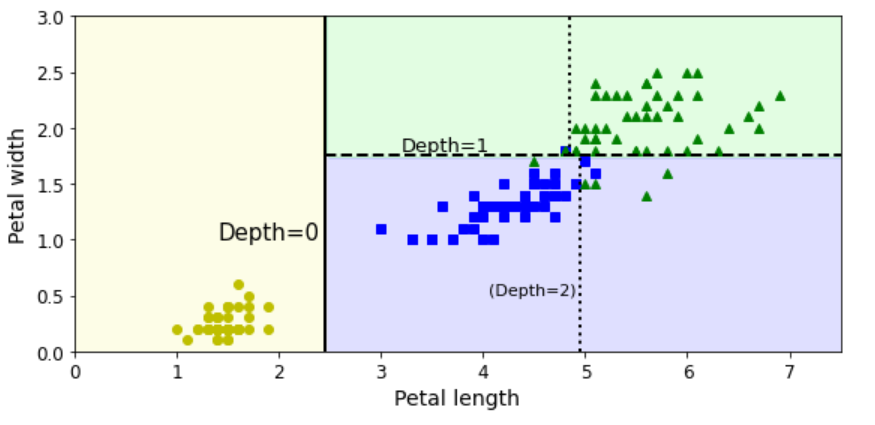 3.0
2.5
2.0
1.5
1.0
0.5
0.0
Petal width
Depth=1
Depth=0
(Depth=2)
0 1 2 3 4 5 6 7
Petal length